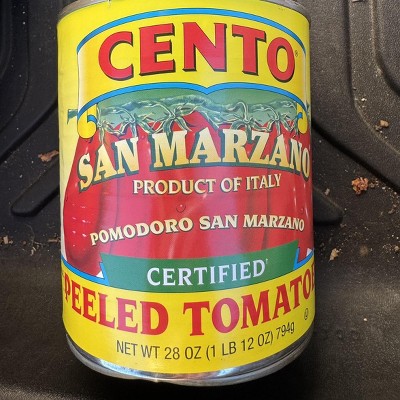 CENTO®
SAN MARZANO
PRODUCT OF ITALY
POMODORO SAN MARZANO
CERTIFIED†
PEELED TOMATO
NET WT 28 OZ (1 LB 12 OZ) 794g